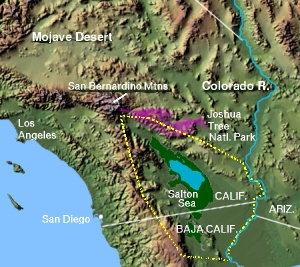 Mojave Desert
San Bernardino Mtns
Colorado R.
Los
Angeles
Joshua
Tree
Natl. Park
Salton
Sea
CALIF.
ARIZ.
San Diego
BAJA CALIF.